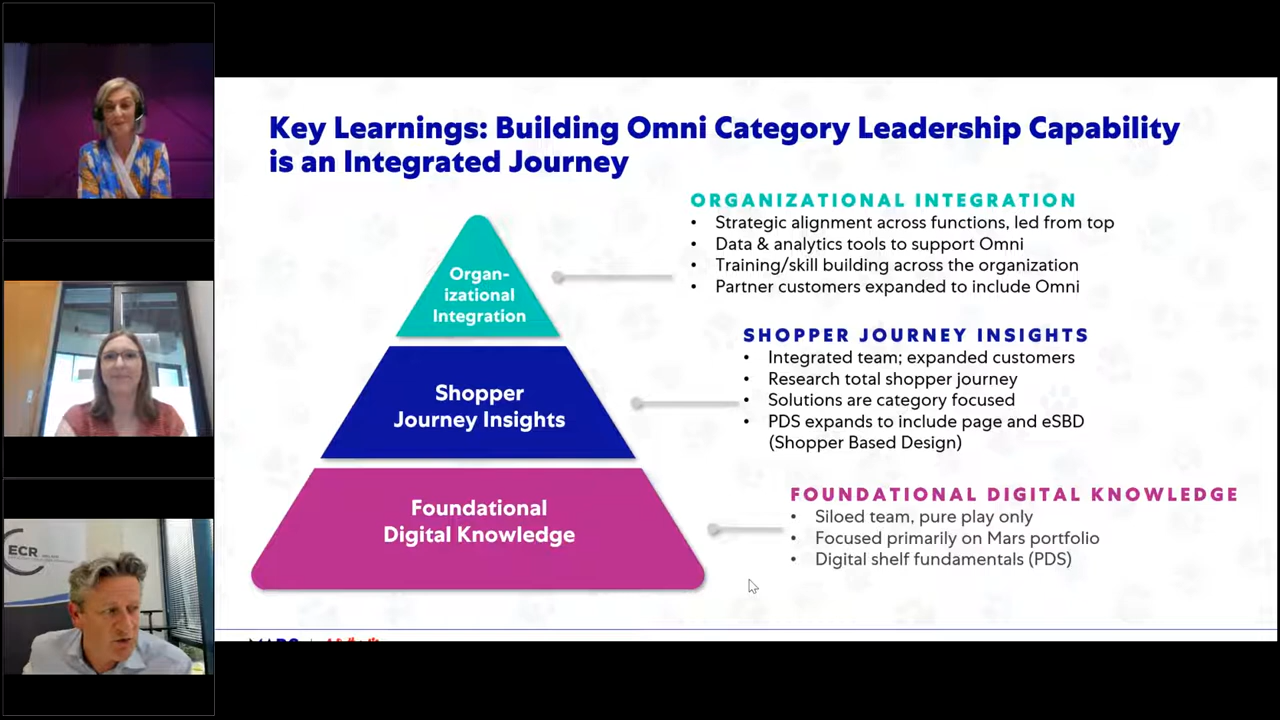 Key Learnings: Building Omni Category Leadership Capability
is an Integrated Journey
ORGANIZATIONAL INTEGRATION
• Strategic alignment across functions, led from top
• Data & analytics tools to support Omni
• Training/skill building across the organization
• Partner customers expanded to include Omni
Organ-
izational
Integration
SHOPPER JOURNEY INSIGHTS
• Integrated team; expanded customers
• Research total shopper journey
• Solutions are category focused
• PDS expands to include page and eSBD
(Shopper Based Design)
Shopper
Journey Insights
FOUNDATIONAL DIGITAL KNOWLEDGE
• Siloed team, pure play only
• Focused primarily on Mars portfolio
• Digital shelf fundamentals (PDS)
Foundational
Digital Knowledge
ECR